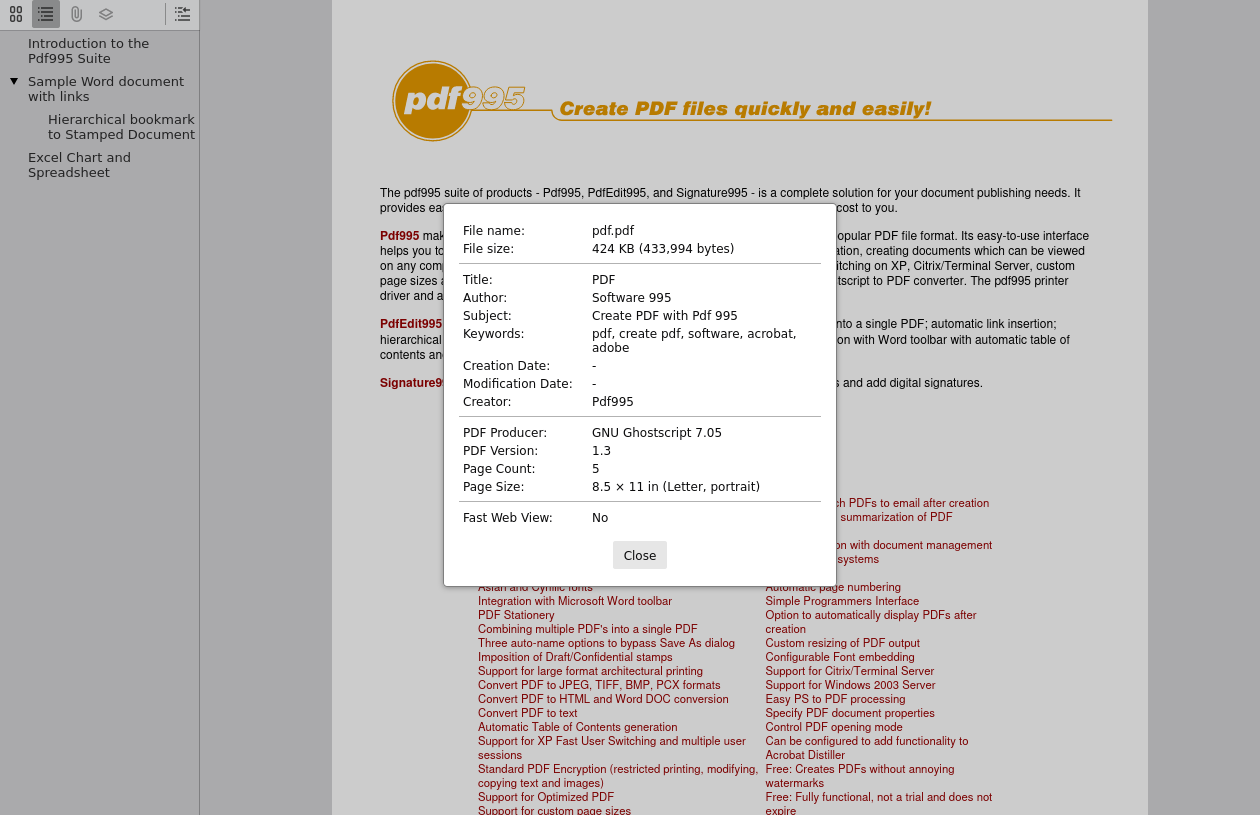 Introduction to the
Pdf995 Suite
Sample Word document
with links
Hierarchical bookmark
to Stamped Document
Excel Chart and
Spreadsheet
pdf995
Create PDF files quickly and easily!
The pdf995 suite of products - Pdf995, PdfEdit995, and Signature995 - is a complete solution for your document publishing needs. It
provides ea cost to you.
Pdf995 mak opular PDF file format. Its easy-to-use interface
helps you to ation, creating documents which can be viewed
on any comp itching on XP, Citrix/Terminal Server, custom
page sizes a tscript to PDF converter. The pdf995 printer
driver and a
PdfEdit995 nto a single PDF; automatic link insertion;
hierarchical on with Word toolbar with automatic table of
contents an
Signature9 s and add digital signatures.
File name: pdf.pdf
File size: 424 KB (433,994 bytes)
Title: PDF
Author: Software 995
Subject: Create PDF with Pdf 995
Keywords: pdf, create pdf, software, acrobat,
adobe
Creation Date: -
Modification Date: -
Creator: Pdf995
PDF Producer: GNU Ghostscript 7.05
PDF Version: 1.3
Page Count: 5
Page Size: 8.5 × 11 in (Letter, portrait)
Fast Web View: No
Close
ch PDFs to email after creation
summarization of PDF
on with document management
systems
Asian and Cyrillic fonts
Integration with Microsoft Word toolbar
PDF Stationery
Combining multiple PDF's into a single PDF
Three auto-name options to bypass Save As dialog
Imposition of Draft/Confidential stamps
Support for large format architectural printing
Convert PDF to JPEG, TIFF, BMP, PCX formats
Convert PDF to HTML and Word DOC conversion
Convert PDF to text
Automatic Table of Contents generation
Support for XP Fast User Switching and multiple user
sessions
Standard PDF Encryption (restricted printing, modifying,
copying text and images)
Support for Optimized PDF
Support for custom page sizes
Automatic page numbering
Simple Programmers Interface
Option to automatically display PDFs after
creation
Custom resizing of PDF output
Configurable Font embedding
Support for Citrix/Terminal Server
Support for Windows 2003 Server
Easy PS to PDF processing
Specify PDF document properties
Control PDF opening mode
Can be configured to add functionality to
Acrobat Distiller
Free: Creates PDFs without annoying
watermarks
Free: Fully functional, not a trial and does not
expire